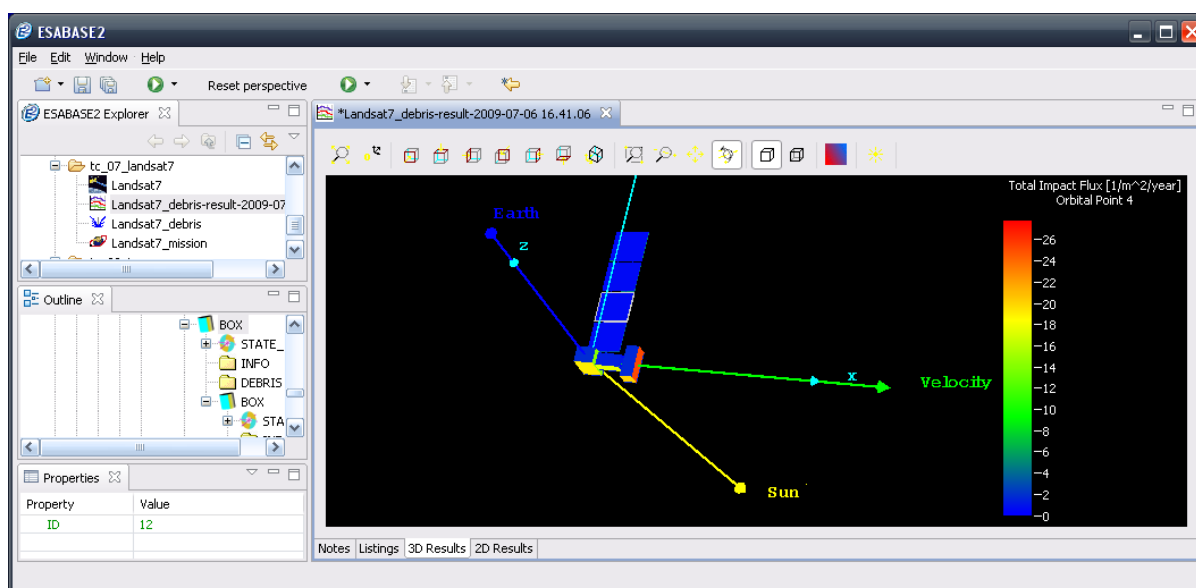 ESABASE2
File Edit Window Help
Reset perspective
ESABASE2 Explorer
tc_07_landsat7
Landsat7
Landsat7_debris-result-2009-07
Landsat7_debris
Landsat7_mission
Outline
BOX
STATE_
INFO
DEBRIS
BOX
STA
Properties
Property Value
ID 12
*Landsat7_debris-result-2009-07-06 16.41.06
Total Impact Flux [1/m^2/year]
Orbital Point 4
Earth
z
x
Velocity
Sun
26
24
22
20
18
16
14
12
10
8
6
4
2
0
Notes Listings 3D Results 2D Results